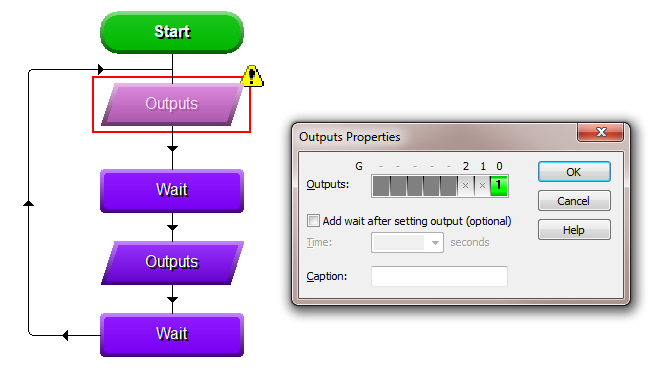 Start
Outputs
Wait
Outputs
Wait
Outputs Properties
G - - - - - 2 1 0
Outputs: × × 1
Add wait after setting output (optional)
Time: seconds
Caption:
OK
Cancel
Help